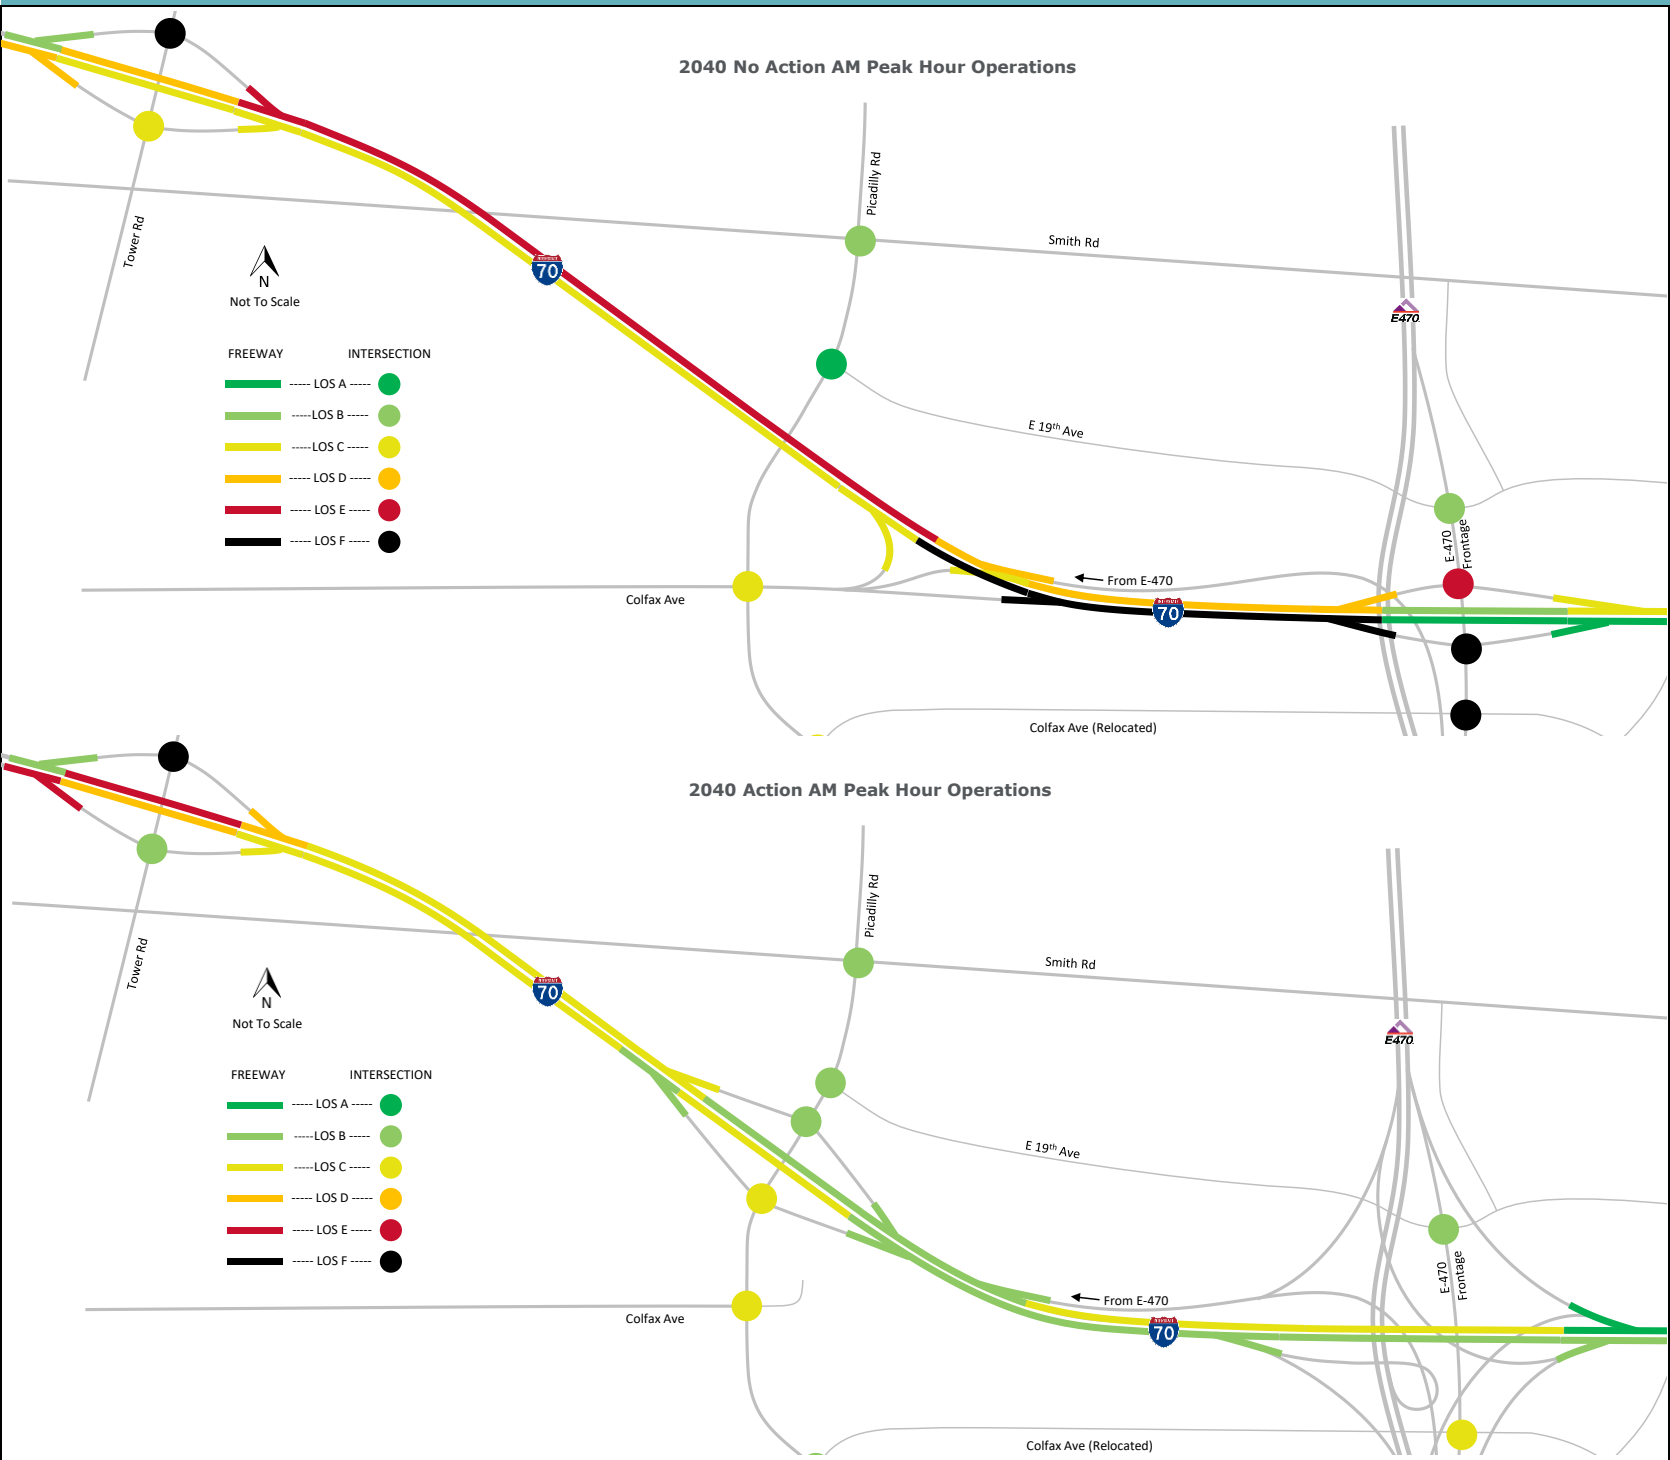 2040 No Action AM Peak Hour Operations
Picadilly Rd
Tower Rd
Smith Rd
70
N
Not To Scale
E470
FREEWAY INTERSECTION
----- LOS A -----
-----LOS B -----
-----LOS C -----
----- LOS D -----
----- LOS E -----
----- LOS F -----
E 19th Ave
E-470 Frontage
From E-470
Colfax Ave
70
Colfax Ave (Relocated)
2040 Action AM Peak Hour Operations
Picadilly Rd
Tower Rd
Smith Rd
70
N
Not To Scale
E470
FREEWAY INTERSECTION
----- LOS A -----
-----LOS B -----
-----LOS C -----
----- LOS D -----
----- LOS E -----
----- LOS F -----
E 19th Ave
E-470 Frontage
From E-470
Colfax Ave
70
Colfax Ave (Relocated)